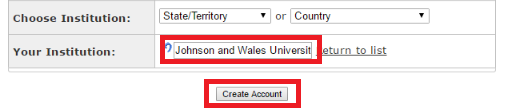 Choose Institution: State/Territory or Country
Your Institution: Johnson and Wales Universit Return to list
Create Account